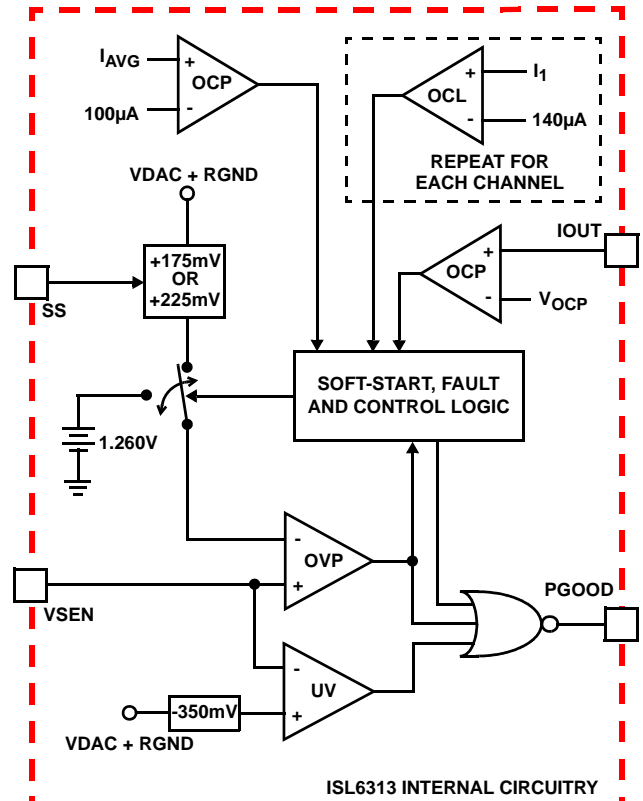 I_AVG
+
OCP
100µA
-
+
I_1
OCL
-
140µA
REPEAT FOR
EACH CHANNEL
VDAC + RGND
IOUT
+
OCP
-
V_OCP
+175mV
OR
+225mV
SS
SOFT-START, FAULT
AND CONTROL LOGIC
1.260V
-
OVP
+
VSEN
PGOOD
-
UV
+
-350mV
VDAC + RGND
ISL6313 INTERNAL CIRCUITRY